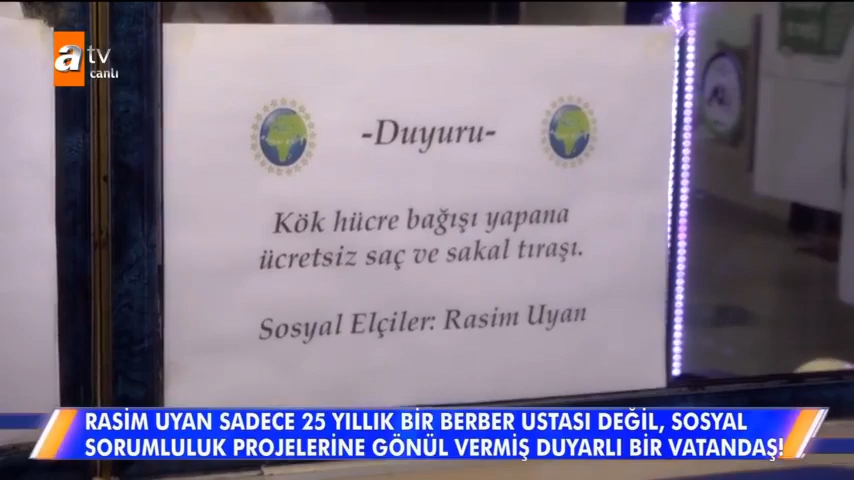 atv
canlı
-Duyuru-
Kök hücre bağışı yapana
ücretsiz saç ve sakal tıraşı.
Sosyal Elçiler: Rasim Uyan
RASİM UYAN SADECE 25 YILLIK BİR BERBER USTASI DEĞİL, SOSYAL
SORUMLULUK PROJELERİNE GÖNÜL VERMİŞ DUYARLI BİR VATANDAŞ!